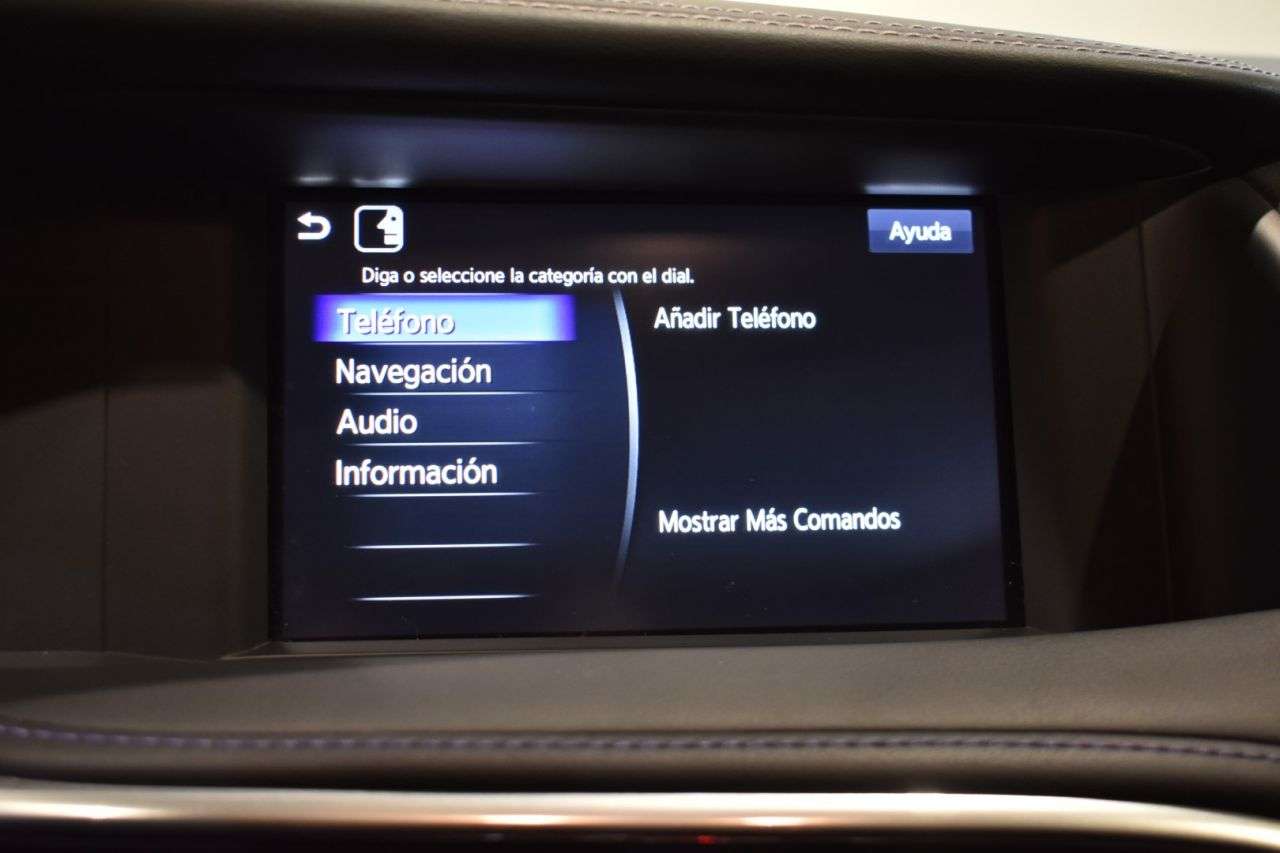 Ayuda
Diga o seleccione la categoría con el dial.
Teléfono
Añadir Teléfono
Navegación
Audio
Información
Mostrar Más Comandos